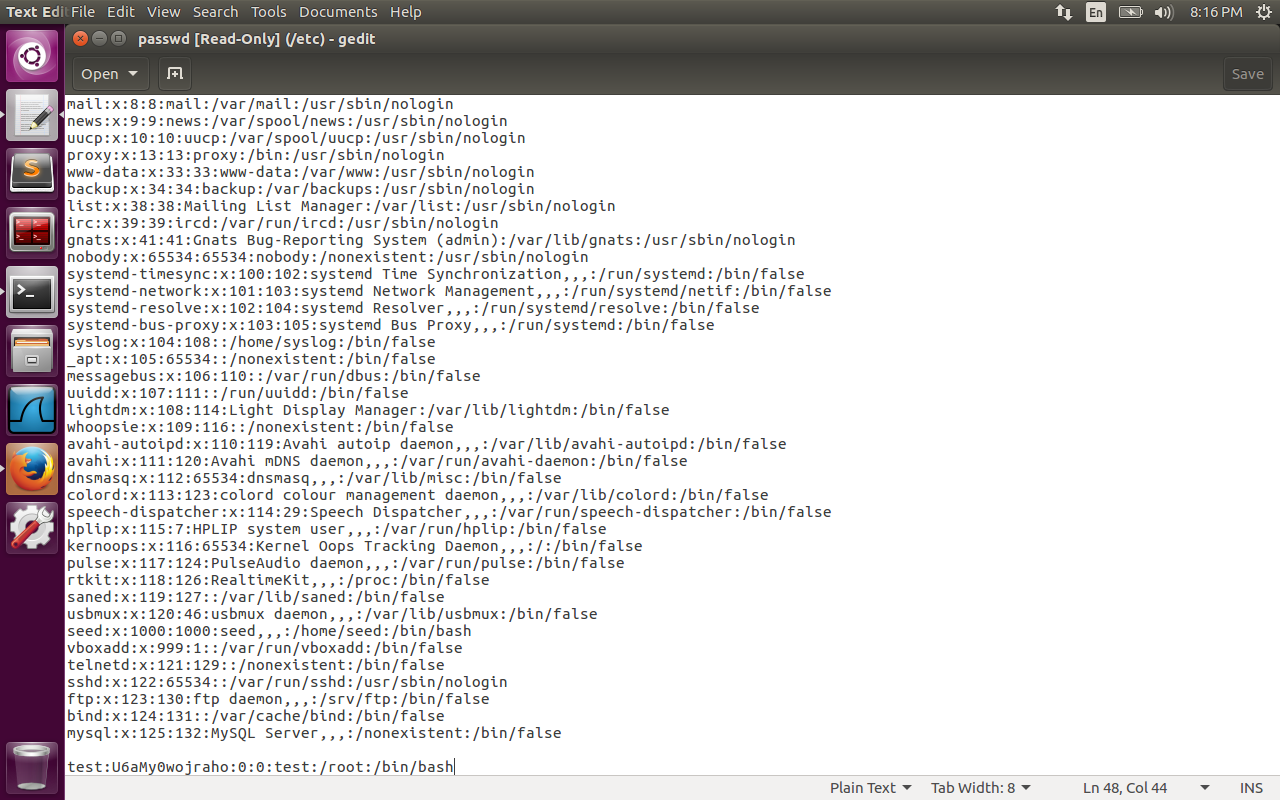 Text Edi File Edit View Search Tools Documents Help En 8:16 PM
passwd [Read-Only] (/etc) - gedit
Open Save
mail:x:8:8:mail:/var/mail:/usr/sbin/nologin
news:x:9:9:news:/var/spool/news:/usr/sbin/nologin
uucp:x:10:10:uucp:/var/spool/uucp:/usr/sbin/nologin
proxy:x:13:13:proxy:/bin:/usr/sbin/nologin
www-data:x:33:33:www-data:/var/www:/usr/sbin/nologin
backup:x:34:34:backup:/var/backups:/usr/sbin/nologin
list:x:38:38:Mailing List Manager:/var/list:/usr/sbin/nologin
irc:x:39:39:ircd:/var/run/ircd:/usr/sbin/nologin
gnats:x:41:41:Gnats Bug-Reporting System (admin):/var/lib/gnats:/usr/sbin/nologin
nobody:x:65534:65534:nobody:/nonexistent:/usr/sbin/nologin
systemd-timesync:x:100:102:systemd Time Synchronization,,,:/run/systemd:/bin/false
systemd-network:x:101:103:systemd Network Management,,,:/run/systemd/netif:/bin/false
systemd-resolve:x:102:104:systemd Resolver,,,:/run/systemd/resolve:/bin/false
systemd-bus-proxy:x:103:105:systemd Bus Proxy,,,:/run/systemd:/bin/false
syslog:x:104:108::/home/syslog:/bin/false
_apt:x:105:65534::/nonexistent:/bin/false
messagebus:x:106:110::/var/run/dbus:/bin/false
uuidd:x:107:111::/run/uuidd:/bin/false
lightdm:x:108:114:Light Display Manager:/var/lib/lightdm:/bin/false
whoopsie:x:109:116::/nonexistent:/bin/false
avahi-autoipd:x:110:119:Avahi autoip daemon,,,:/var/lib/avahi-autoipd:/bin/false
avahi:x:111:120:Avahi mDNS daemon,,,:/var/run/avahi-daemon:/bin/false
dnsmasq:x:112:65534:dnsmasq,,,:/var/lib/misc:/bin/false
colord:x:113:123:colord colour management daemon,,,:/var/lib/colord:/bin/false
speech-dispatcher:x:114:29:Speech Dispatcher,,,:/var/run/speech-dispatcher:/bin/false
hplip:x:115:7:HPLIP system user,,,:/var/run/hplip:/bin/false
kernoops:x:116:65534:Kernel Oops Tracking Daemon,,,:/:/bin/false
pulse:x:117:124:PulseAudio daemon,,,:/var/run/pulse:/bin/false
rtkit:x:118:126:RealtimeKit,,,:/proc:/bin/false
saned:x:119:127::/var/lib/saned:/bin/false
usbmux:x:120:46:usbmux daemon,,,:/var/lib/usbmux:/bin/false
seed:x:1000:1000:seed,,,:/home/seed:/bin/bash
vboxadd:x:999:1::/var/run/vboxadd:/bin/false
telnetd:x:121:129::/nonexistent:/bin/false
sshd:x:122:65534::/var/run/sshd:/usr/sbin/nologin
ftp:x:123:130:ftp daemon,,,:/srv/ftp:/bin/false
bind:x:124:131::/var/cache/bind:/bin/false
mysql:x:125:132:MySQL Server,,,:/nonexistent:/bin/false
test:U6aMy0wojraho:0:0:test:/root:/bin/bash
Plain Text Tab Width: 8 Ln 48, Col 44 INS